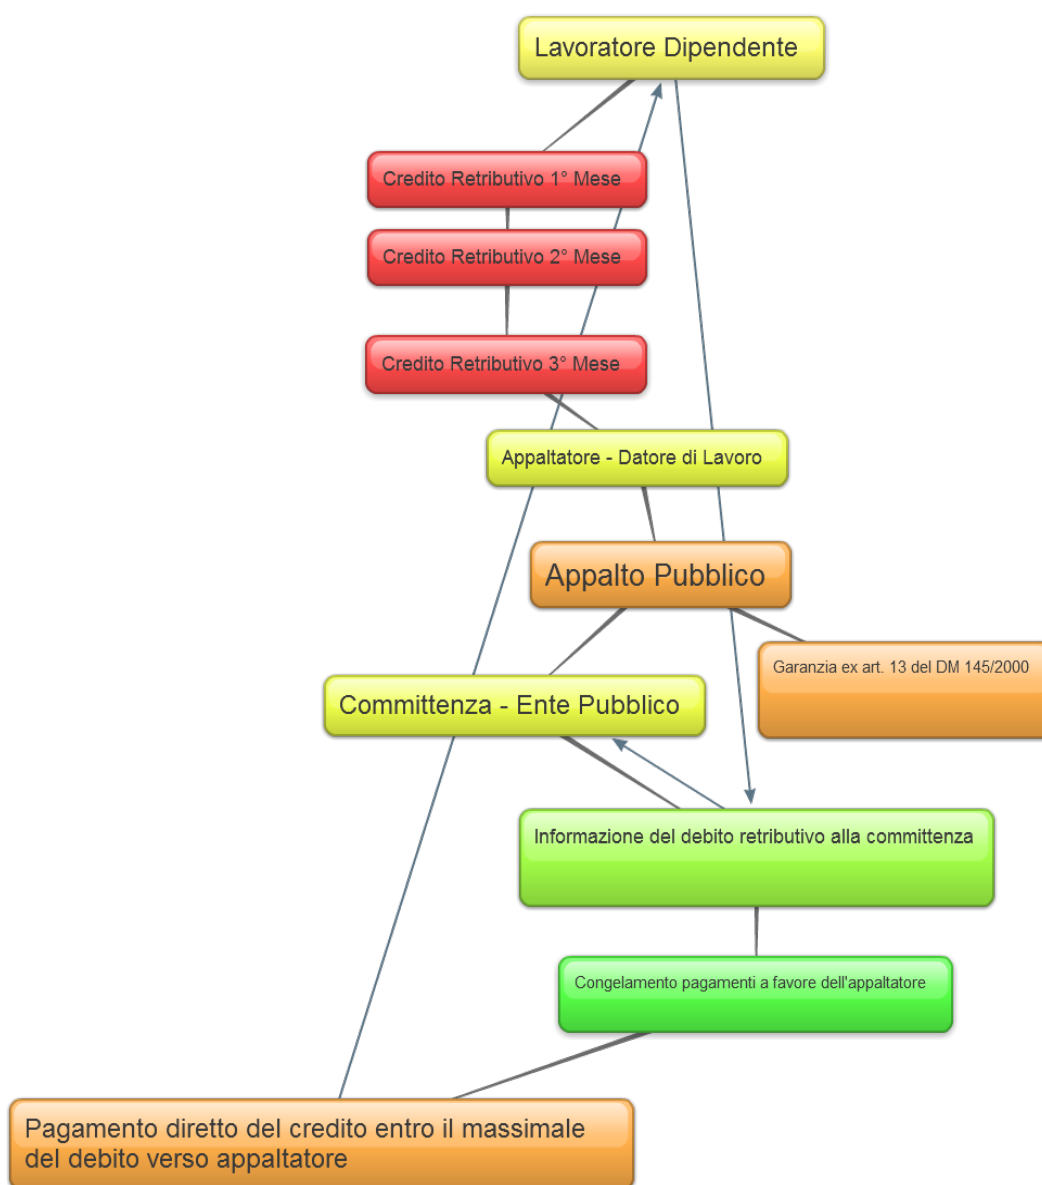 Lavoratore Dipendente
Credito Retributivo 1° Mese
Credito Retributivo 2° Mese
Credito Retributivo 3° Mese
Appaltatore - Datore di Lavoro
Appalto Pubblico
Garanzia ex art. 13 del DM 145/2000
Committenza - Ente Pubblico
Informazione del debito retributivo alla committenza
Congelamento pagamenti a favore dell'appaltatore
Pagamento diretto del credito entro il massimale
del debito verso appaltatore